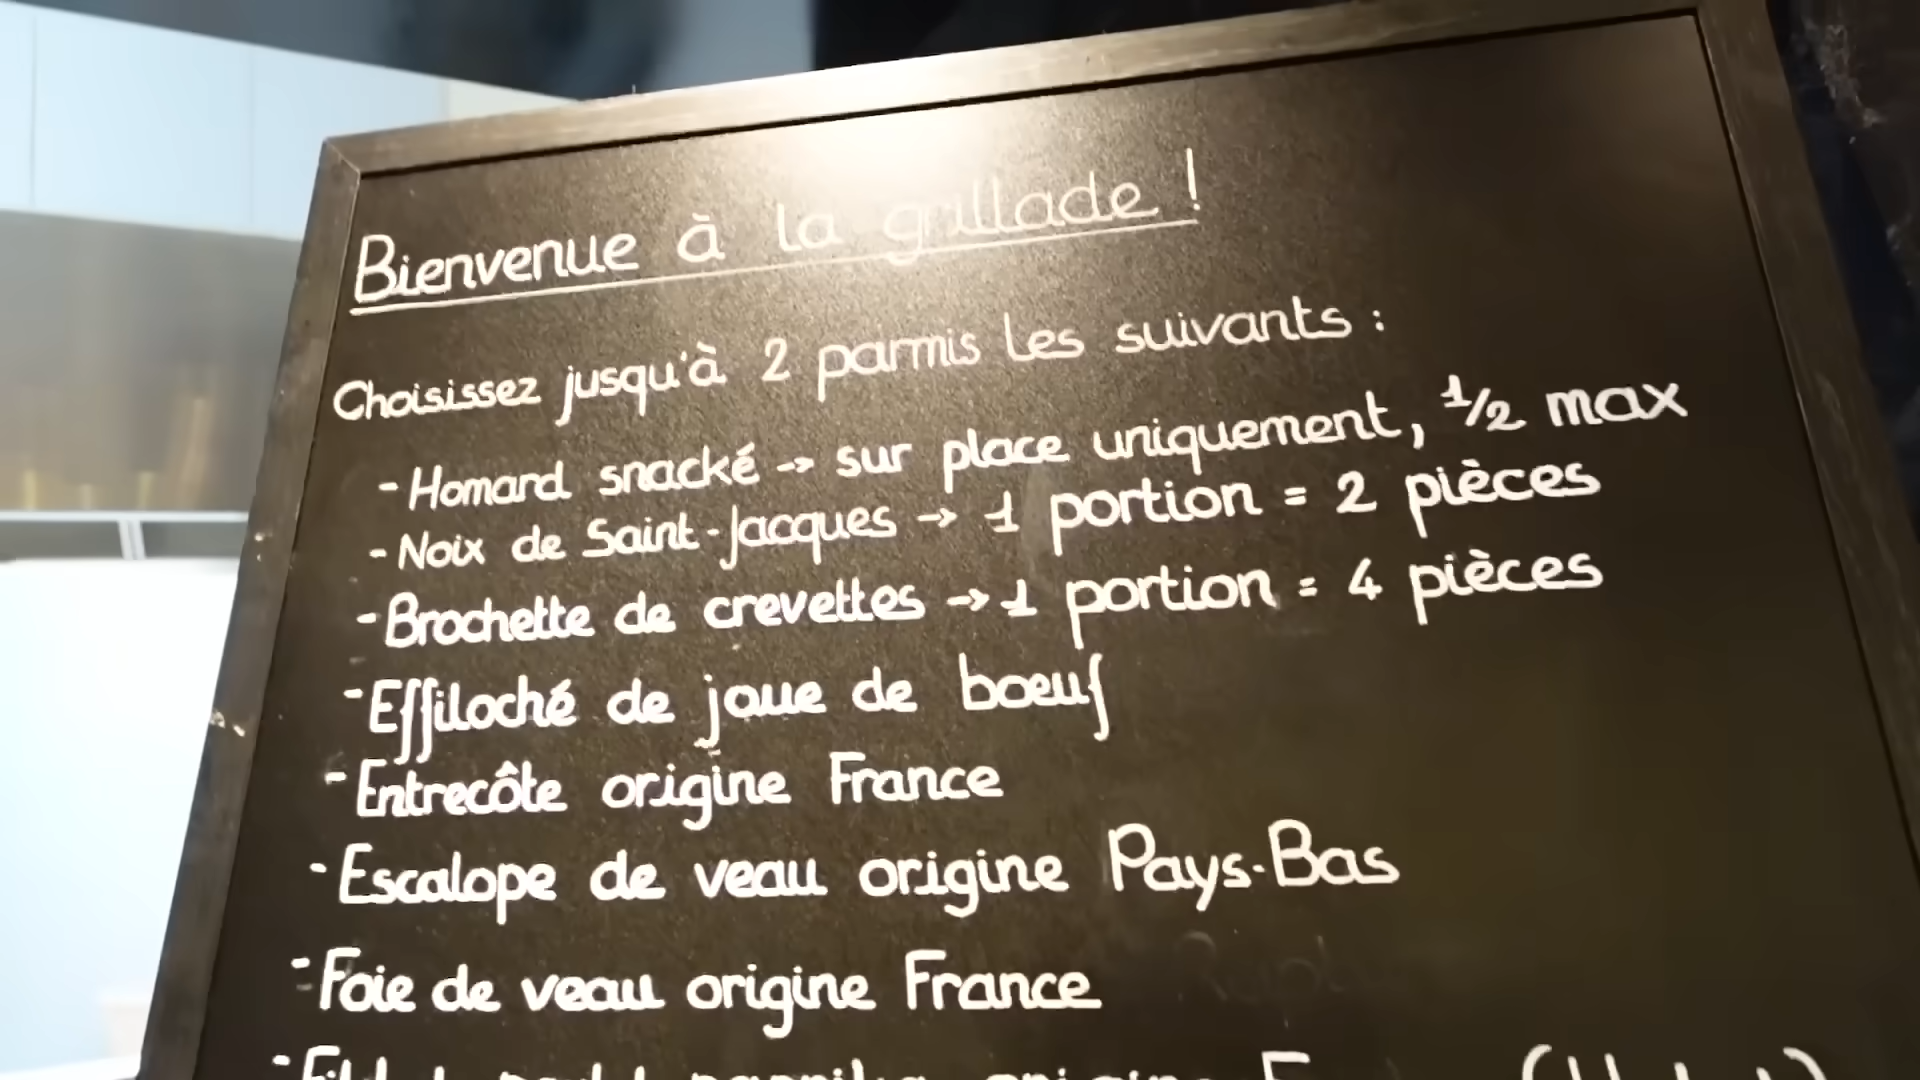 Bienvenue à la grillade !
Choisissez jusqu'à 2 parmis les suivants :
- Homard snacké → sur place uniquement, 1/2 max
- Noix de Saint-Jacques → 1 portion = 2 pièces
- Brochette de crevettes → 1 portion = 4 pièces
- Effiloché de joue de bœuf
- Entrecôte origine France
- Escalope de veau origine Pays-Bas
- Foie de veau origine France